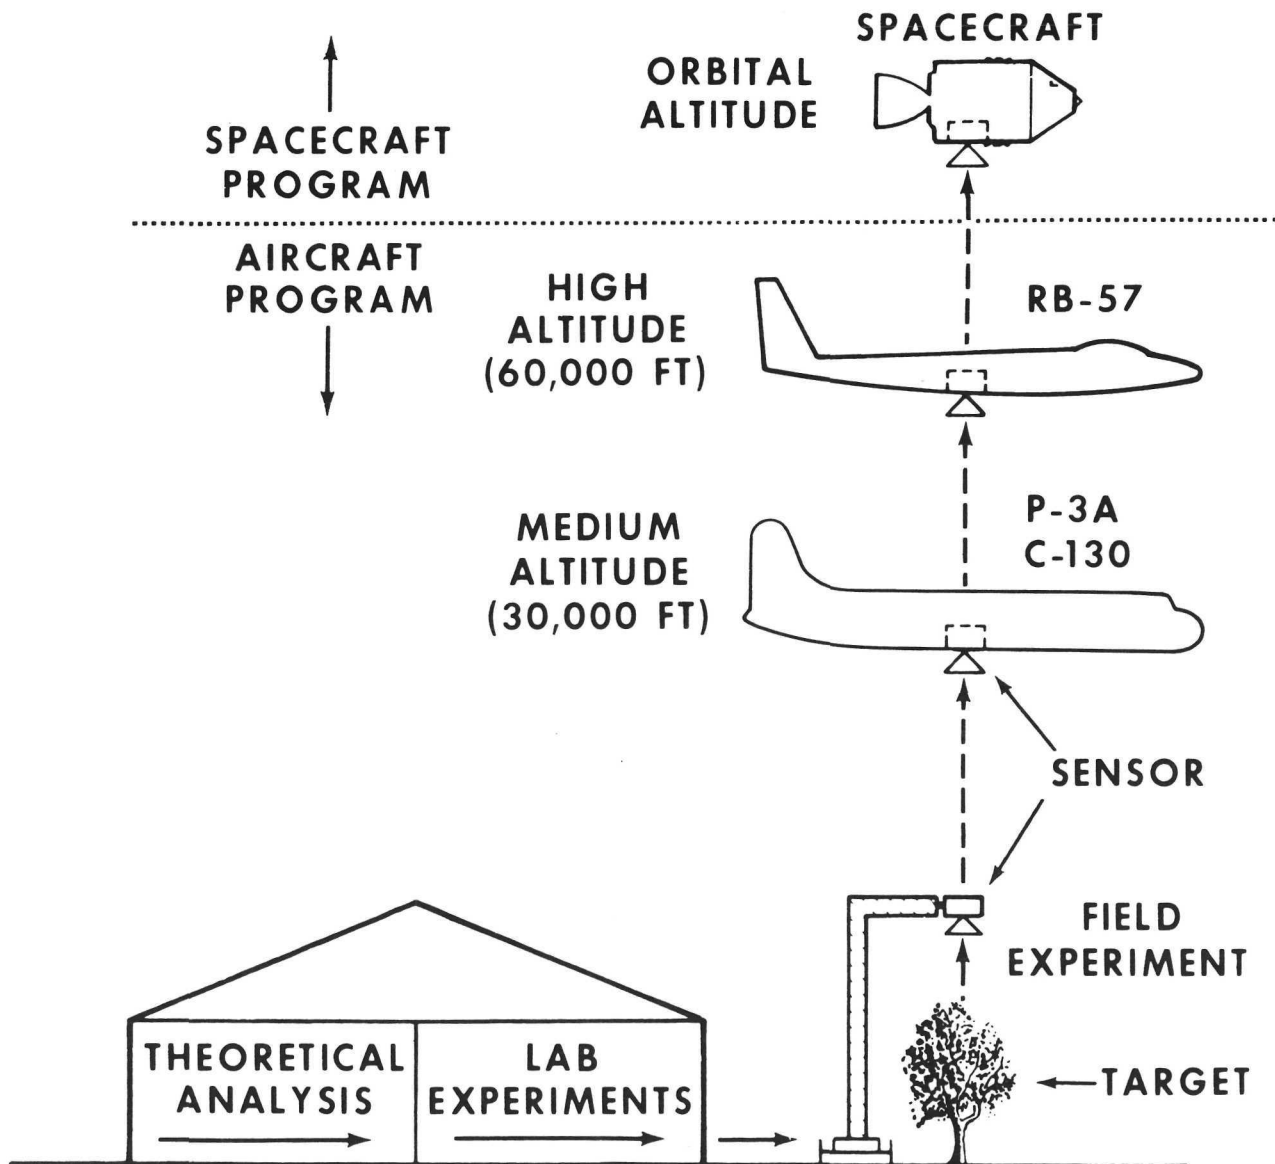 SPACECRAFT
ORBITAL
ALTITUDE
SPACECRAFT
PROGRAM
AIRCRAFT
PROGRAM
HIGH
ALTITUDE
(60,000 FT)
RB-57
MEDIUM
ALTITUDE
(30,000 FT)
P-3A
C-130
SENSOR
FIELD
EXPERIMENT
THEORETICAL
ANALYSIS
LAB
EXPERIMENTS
TARGET